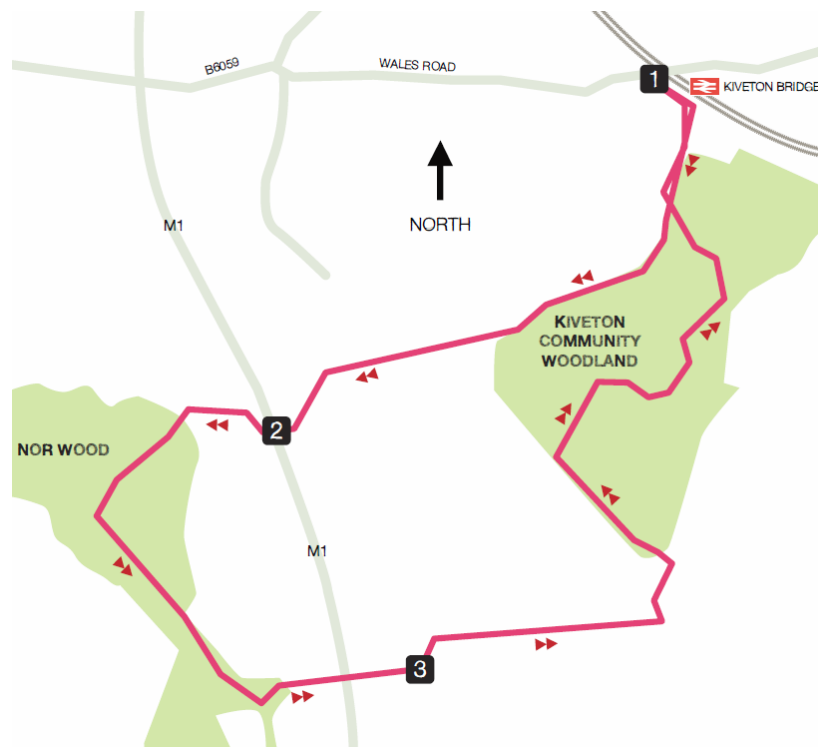 B6059
WALES ROAD
1
KIVETON BRIDGE
M1
NORTH
KIVETON
COMMUNITY
WOODLAND
2
NOR WOOD
M1
3